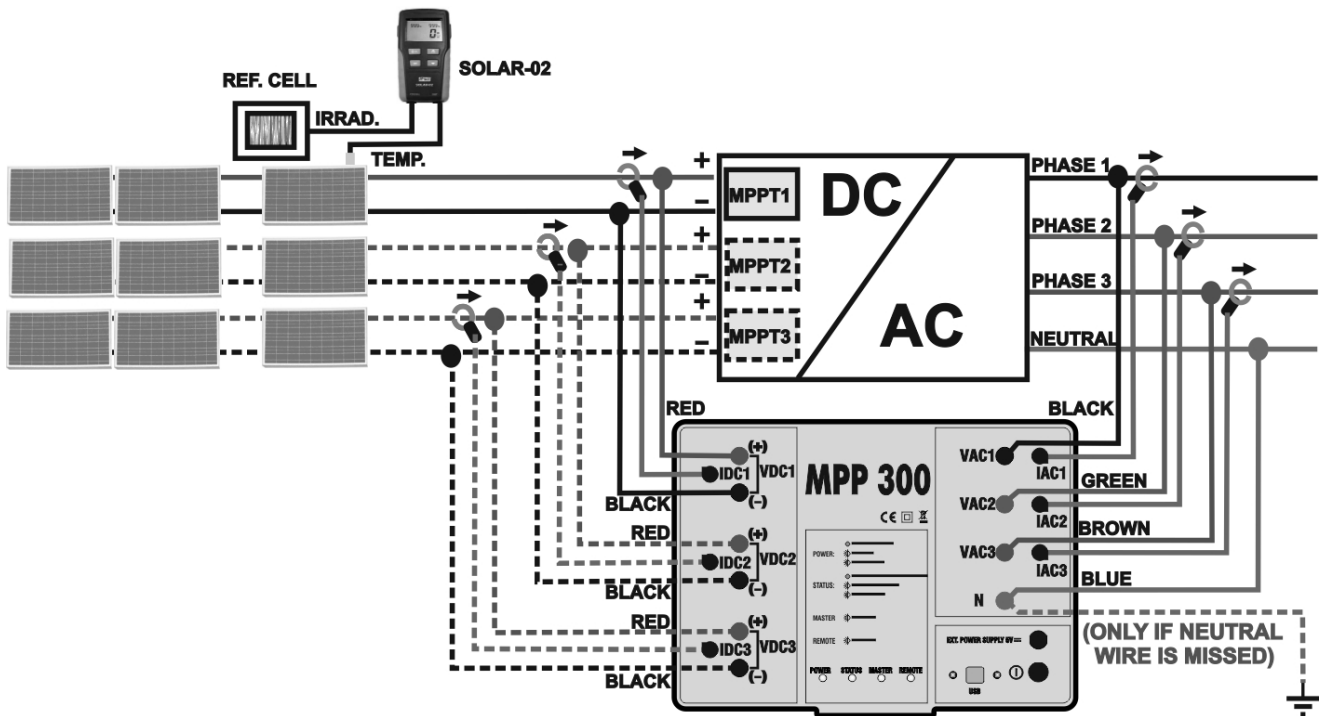 SOLAR-02
REF. CELL
IRRAD.
TEMP.
+
−
+
−
+
−
MPPT1
MPPT2
MPPT3
DC
AC
PHASE 1
PHASE 2
PHASE 3
NEUTRAL
RED
BLACK
RED
BLACK
RED
BLACK
(+)
IDC1
VDC1
(−)
(+)
IDC2
VDC2
(−)
(+)
IDC3
VDC3
(−)
MPP 300
CE
POWER:
STATUS:
MASTER
REMOTE
POWER STATUS MASTER REMOTE
BLACK
VAC1
IAC1
GREEN
VAC2
IAC2
BROWN
VAC3
IAC3
BLUE
N
(ONLY IF NEUTRAL
WIRE IS MISSED)
EXT. POWER SUPPLY 5V
USB